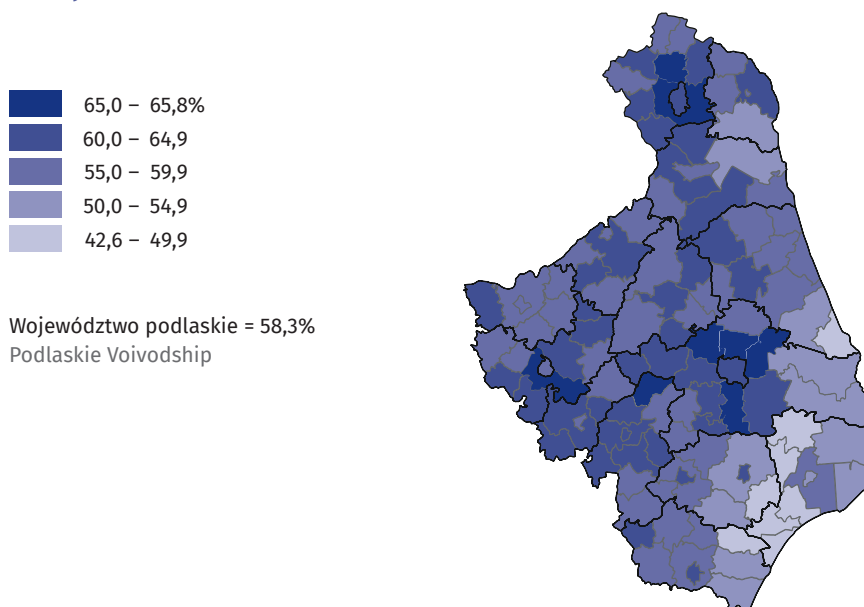 65,0 – 65,8%
60,0 – 64,9
55,0 – 59,9
50,0 – 54,9
42,6 – 49,9
Województwo podlaskie = 58,3%
Podlaskie Voivodship